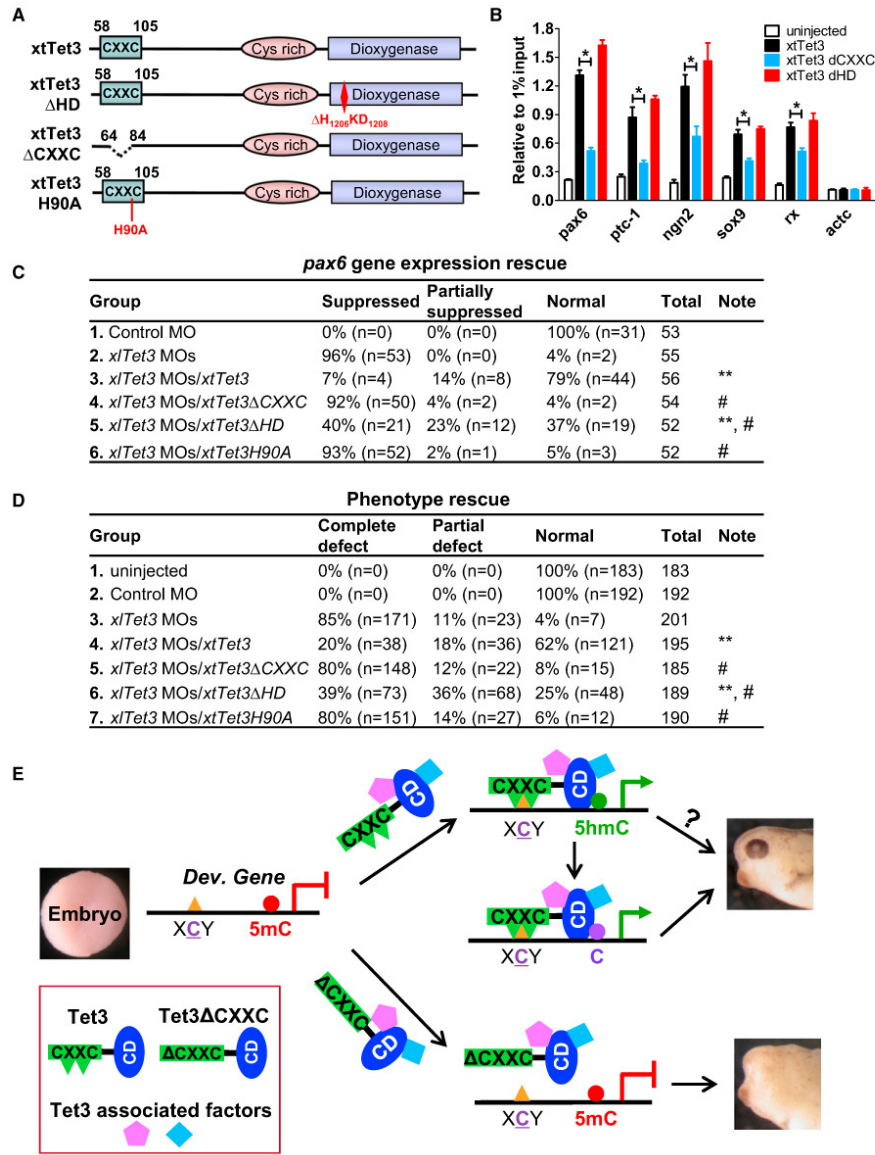 A
58 105
xtTet3 CXXC Cys rich Dioxygenase
xtTet3 ΔHD 58 CXXC 105 Cys rich Dioxygenase
ΔH1206KD1208
xtTet3 ΔCXXC 64 84 Cys rich Dioxygenase
xtTet3 H90A 58 CXXC 105 Cys rich Dioxygenase
H90A
B
Relative to 1% input
1.8
1.5
1.2
0.9
0.6
0.3
0.0
uninjected
xtTet3
xtTet3 dCXXC
xtTet3 dHD
* * * * *
pax6 ptc-1 ngn2 sox9 rx actc
C
pax6 gene expression rescue
Group Suppressed Partially suppressed Normal Total Note
1. Control MO 0% (n=0) 0% (n=0) 100% (n=31) 53
2. xlTet3 MOs 96% (n=53) 0% (n=0) 4% (n=2) 55
3. xlTet3 MOs/xtTet3 7% (n=4) 14% (n=8) 79% (n=44) 56 **
4. xlTet3 MOs/xtTet3ΔCXXC 92% (n=50) 4% (n=2) 4% (n=2) 54 #
5. xlTet3 MOs/xtTet3ΔHD 40% (n=21) 23% (n=12) 37% (n=19) 52 **, #
6. xlTet3 MOs/xtTet3H90A 93% (n=52) 2% (n=1) 5% (n=3) 52 #
D
Phenotype rescue
Group Complete defect Partial defect Normal Total Note
1. uninjected 0% (n=0) 0% (n=0) 100% (n=183) 183
2. Control MO 0% (n=0) 0% (n=0) 100% (n=192) 192
3. xlTet3 MOs 85% (n=171) 11% (n=23) 4% (n=7) 201
4. xlTet3 MOs/xtTet3 20% (n=38) 18% (n=36) 62% (n=121) 195 **
5. xlTet3 MOs/xtTet3ΔCXXC 80% (n=148) 12% (n=22) 8% (n=15) 185 #
6. xlTet3 MOs/xtTet3ΔHD 39% (n=73) 36% (n=68) 25% (n=48) 189 **, #
7. xlTet3 MOs/xtTet3H90A 80% (n=151) 14% (n=27) 6% (n=12) 190 #
E
CXXC CD
CXXC CD
XCY 5hmC
?
Embryo
Dev. Gene
XCY 5mC
CXXC CD
XCY C
ΔCXXC CD
ΔCXXC CD
XCY 5mC
Tet3 Tet3ΔCXXC
CXXC CD ΔCXXC CD
Tet3 associated factors